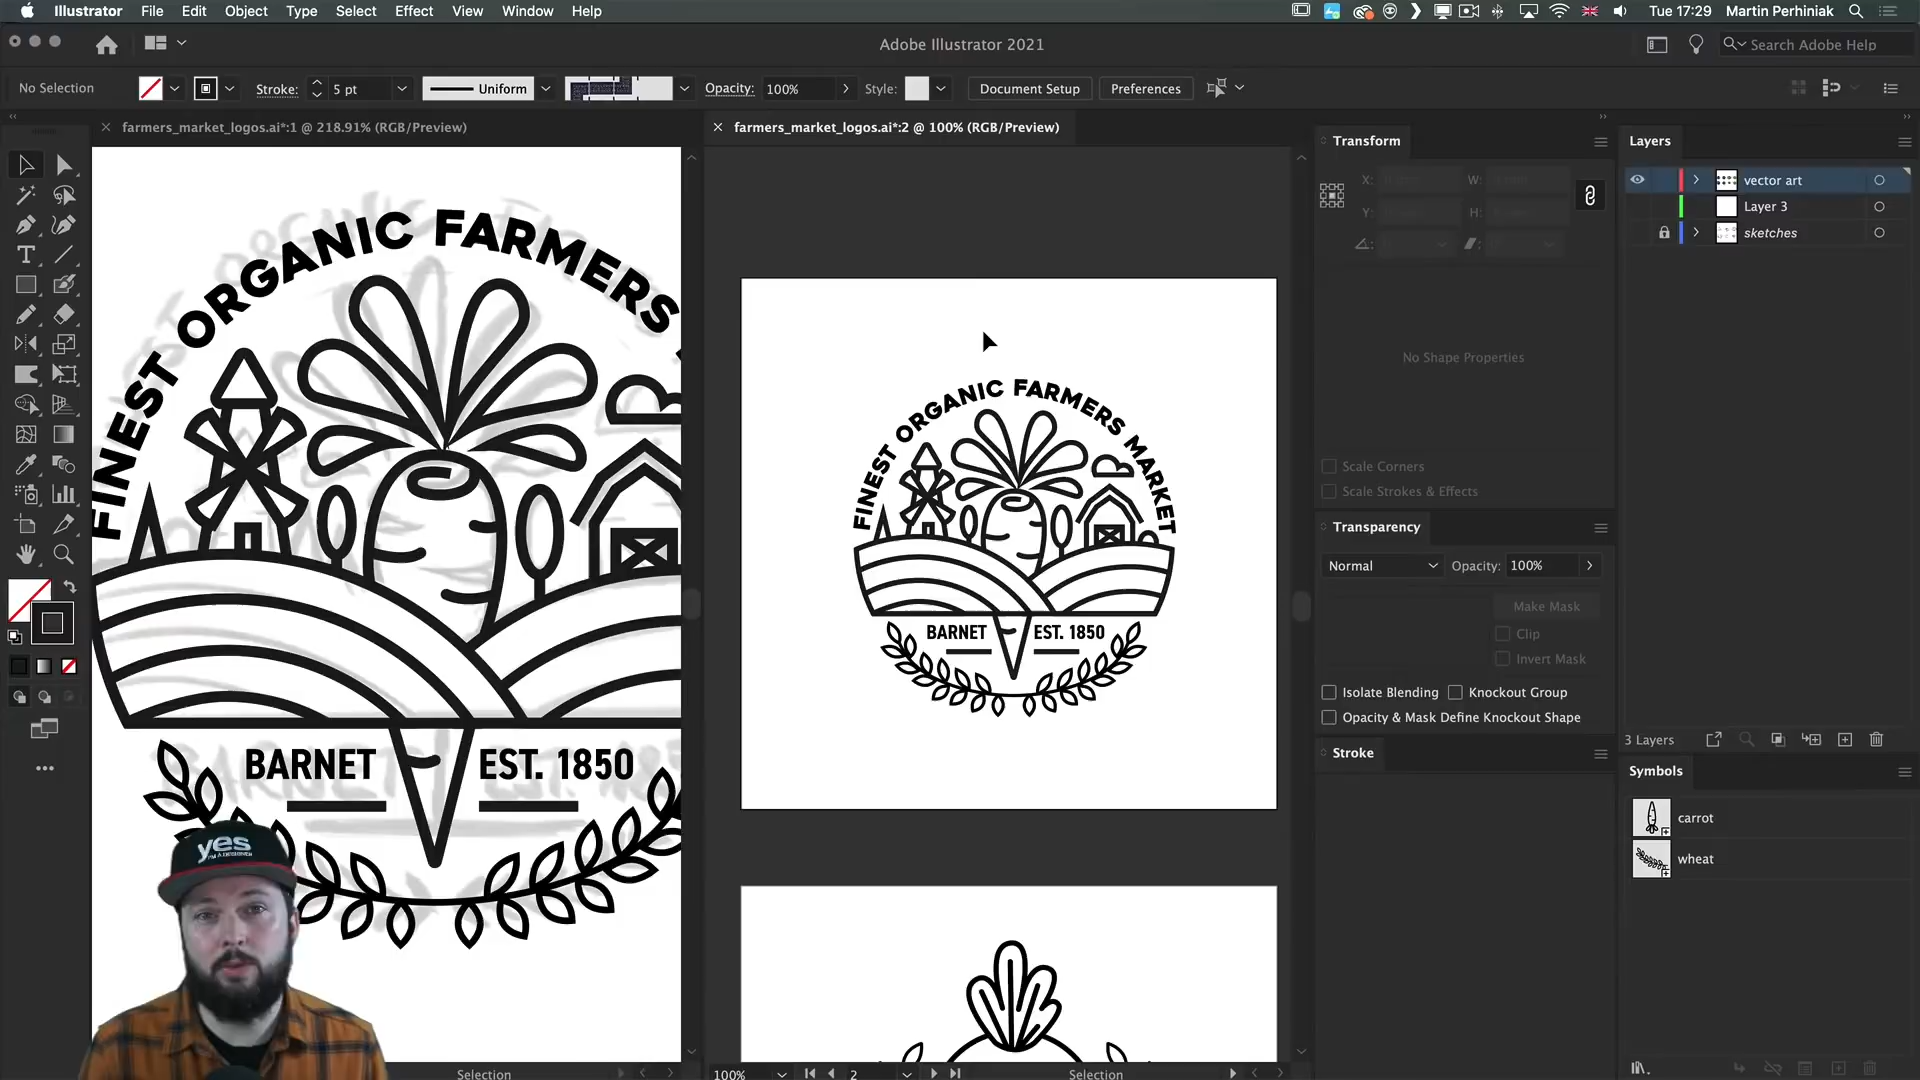 Illustrator File Edit Object Type Select Effect View Window Help
Tue 17:29 Martin Perhiniak
Adobe Illustrator 2021
Search Adobe Help
No Selection
Stroke: 5 pt
Uniform
Opacity: 100%
Style:
Document Setup
Preferences
farmers_market_logos.ai*:1 @ 218.91% (RGB/Preview)
farmers_market_logos.ai*:2 @ 100% (RGB/Preview)
FINEST ORGANIC FARMERS
BARNET EST. 1850
yes
I'M A DESIGNER
Selection
FINEST ORGANIC FARMERS MARKET
BARNET EST. 1850
100% 2 Selection
Transform
X: W:
Y: H:
No Shape Properties
Scale Corners
Scale Strokes & Effects
Transparency
Normal Opacity: 100%
Make Mask
Clip
Invert Mask
Isolate Blending Knockout Group
Opacity & Mask Define Knockout Shape
Stroke
Layers
vector art
Layer 3
sketches
3 Layers
Symbols
carrot
wheat